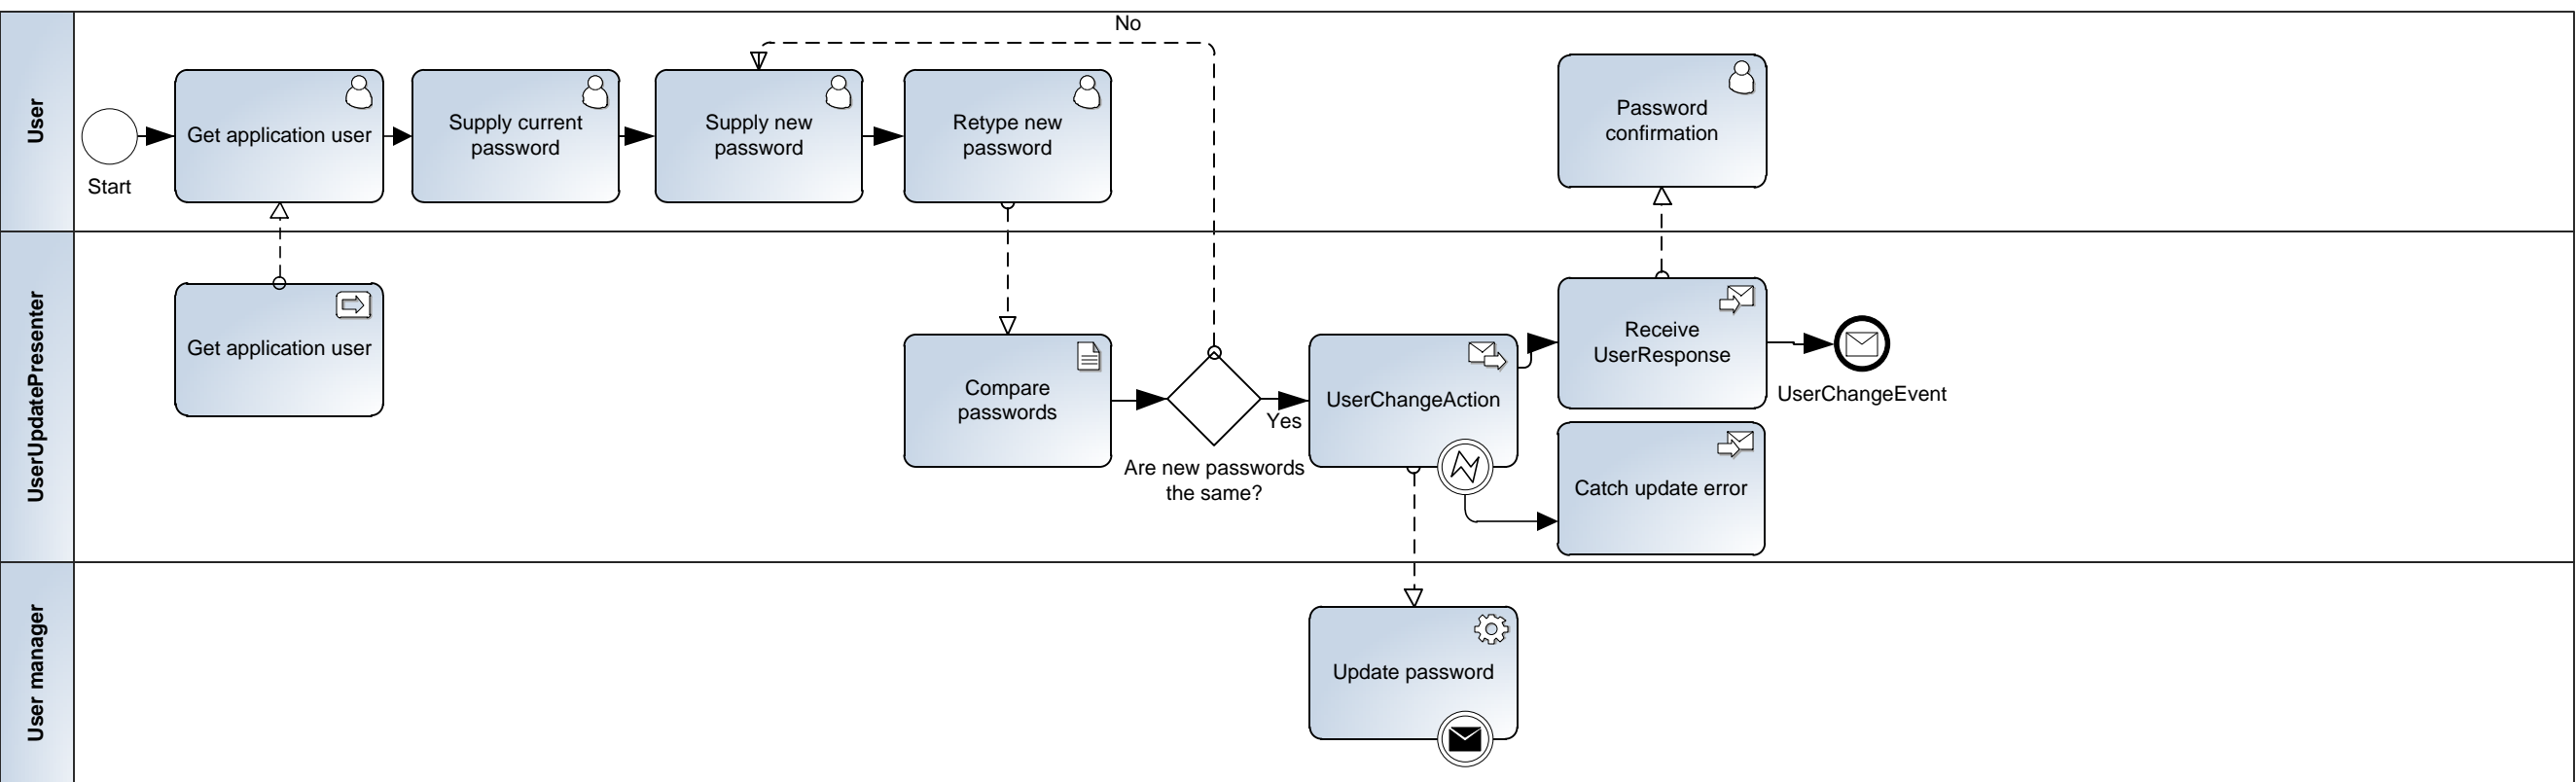 No
User
Start
Get application user
Supply current
password
Supply new
password
Retype new
password
Password
confirmation
UserUpdatePresenter
Get application user
Compare
passwords
Are new passwords
the same?
Yes
UserChangeAction
Receive
UserResponse
UserChangeEvent
Catch update error
User manager
Update password